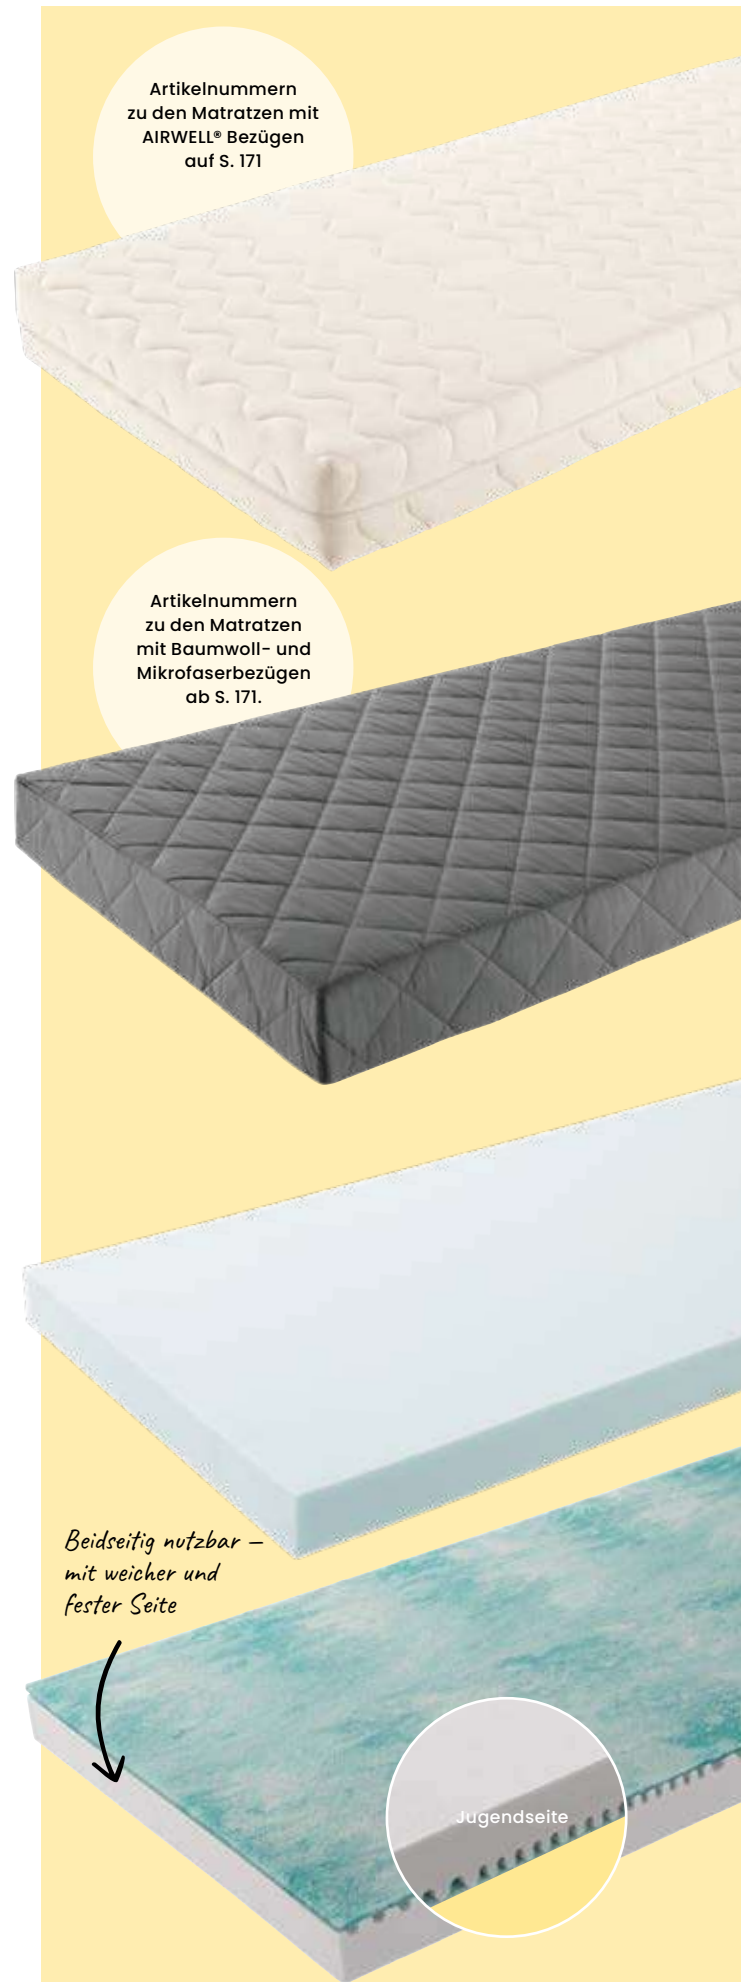 Artikelnummern
zu den Matratzen mit
AIRWELL® Bezügen
auf S. 171
Artikelnummern
zu den Matratzen
mit Baumwoll- und
Mikrofaserbezügen
ab S. 171.
Beidseitig nutzbar –
mit weicher und
fester Seite
Jugendseite